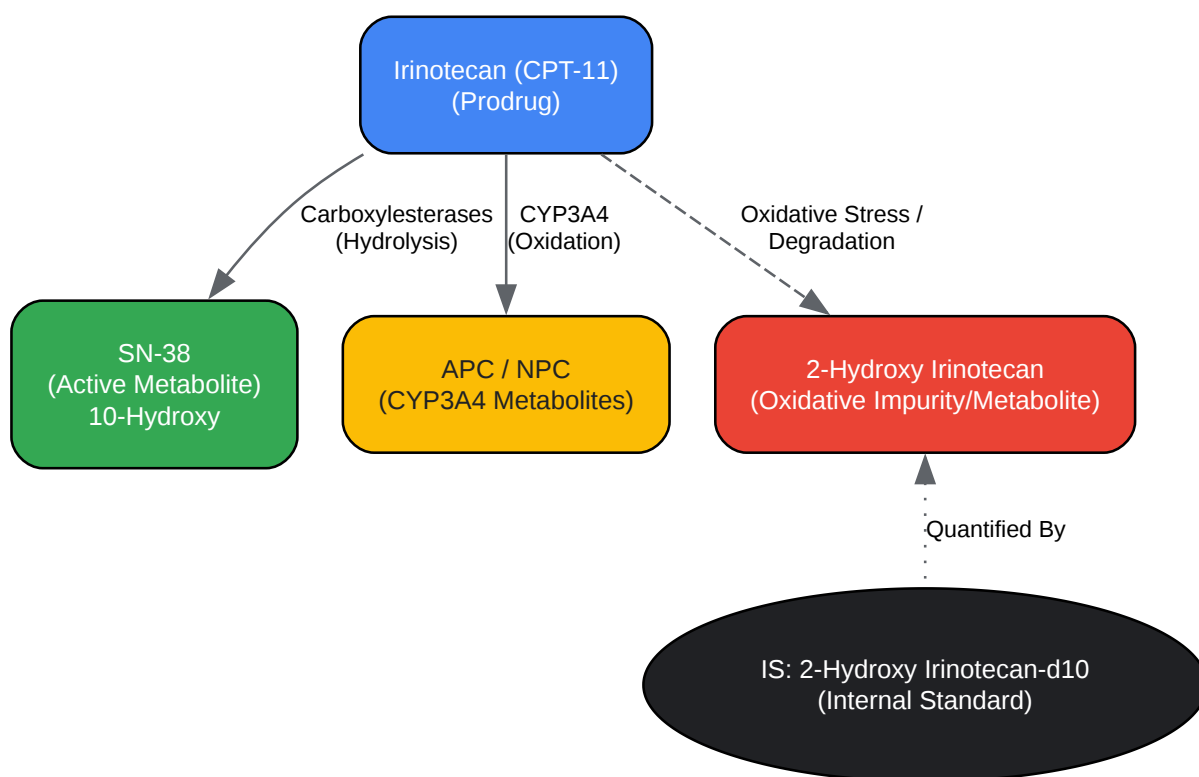 Irinotecan (CPT-11)
(Prodrug)
Carboxylesterases
(Hydrolysis)
CYP3A4
(Oxidation)
Oxidative Stress /
Degradation
SN-38
(Active Metabolite)
10-Hydroxy
APC / NPC
(CYP3A4 Metabolites)
2-Hydroxy Irinotecan
(Oxidative Impurity/Metabolite)
Quantified By
IS: 2-Hydroxy Irinotecan-d10
(Internal Standard)